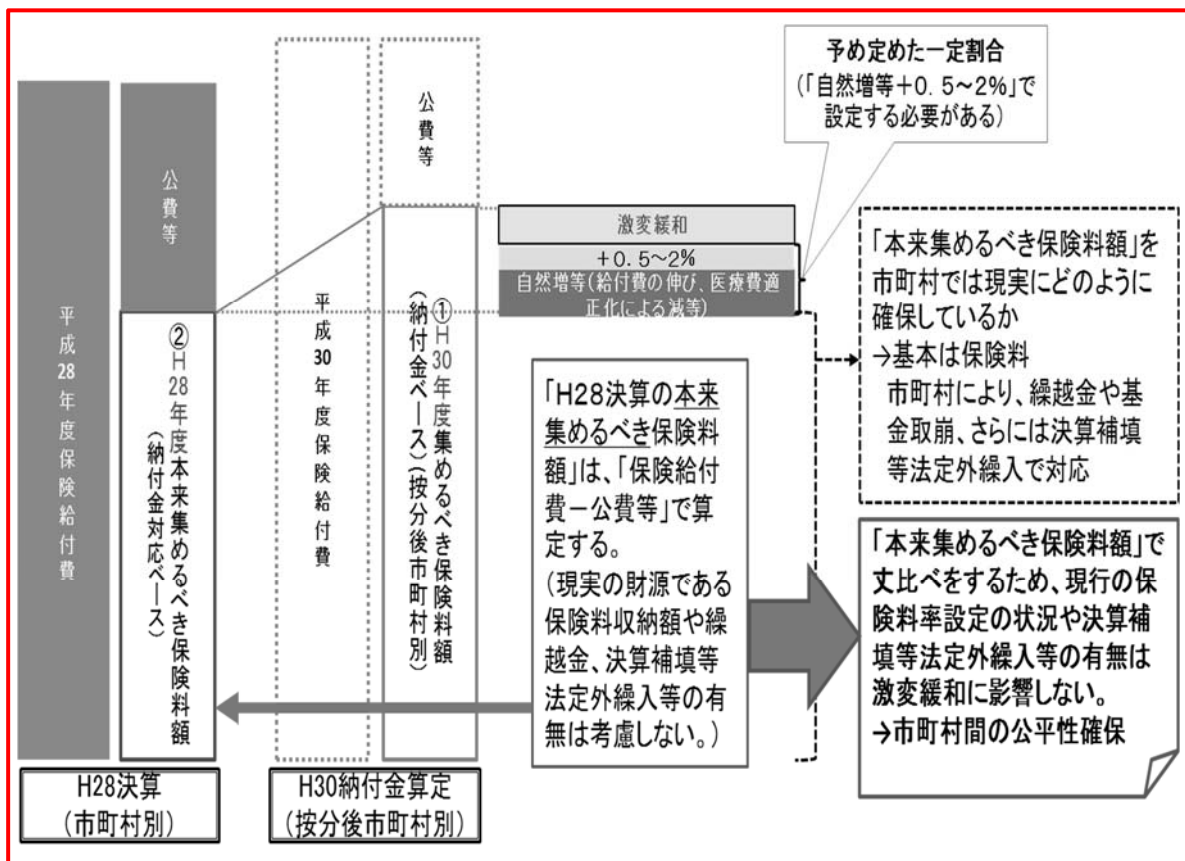 平成28年度保険給付費
公費等
②H28年度本来集めるべき保険料額
(納付金対応ベース)
H28決算
(市町村別)
平成30年度保険給付費
公費等
①H30年度集めるべき保険料額
(納付金ベース)(按分後市町村別)
H30納付金算定
(按分後市町村別)
予め定めた一定割合
(「自然増等+0.5~2%」で
設定する必要がある)
激変緩和
+0.5~2%
自然増等(給付費の伸び、医療費適
正化による減等)
「H28決算の本来
集めるべき保険料
額」は、「保険給付
費-公費等」で算
定する。
(現実の財源である
保険料収納額や繰
越金、決算補填等
法定外繰入等の有
無は考慮しない。)
「本来集めるべき保険料額」を
市町村では現実にどのように
確保しているか
→基本は保険料
市町村により、繰越金や基
金取崩、さらには決算補填
等法定外繰入で対応
「本来集めるべき保険料額」で
丈比べをするため、現行の保
険料率設定の状況や決算補
填等法定外繰入等の有無は
激変緩和に影響しない。
→市町村間の公平性確保